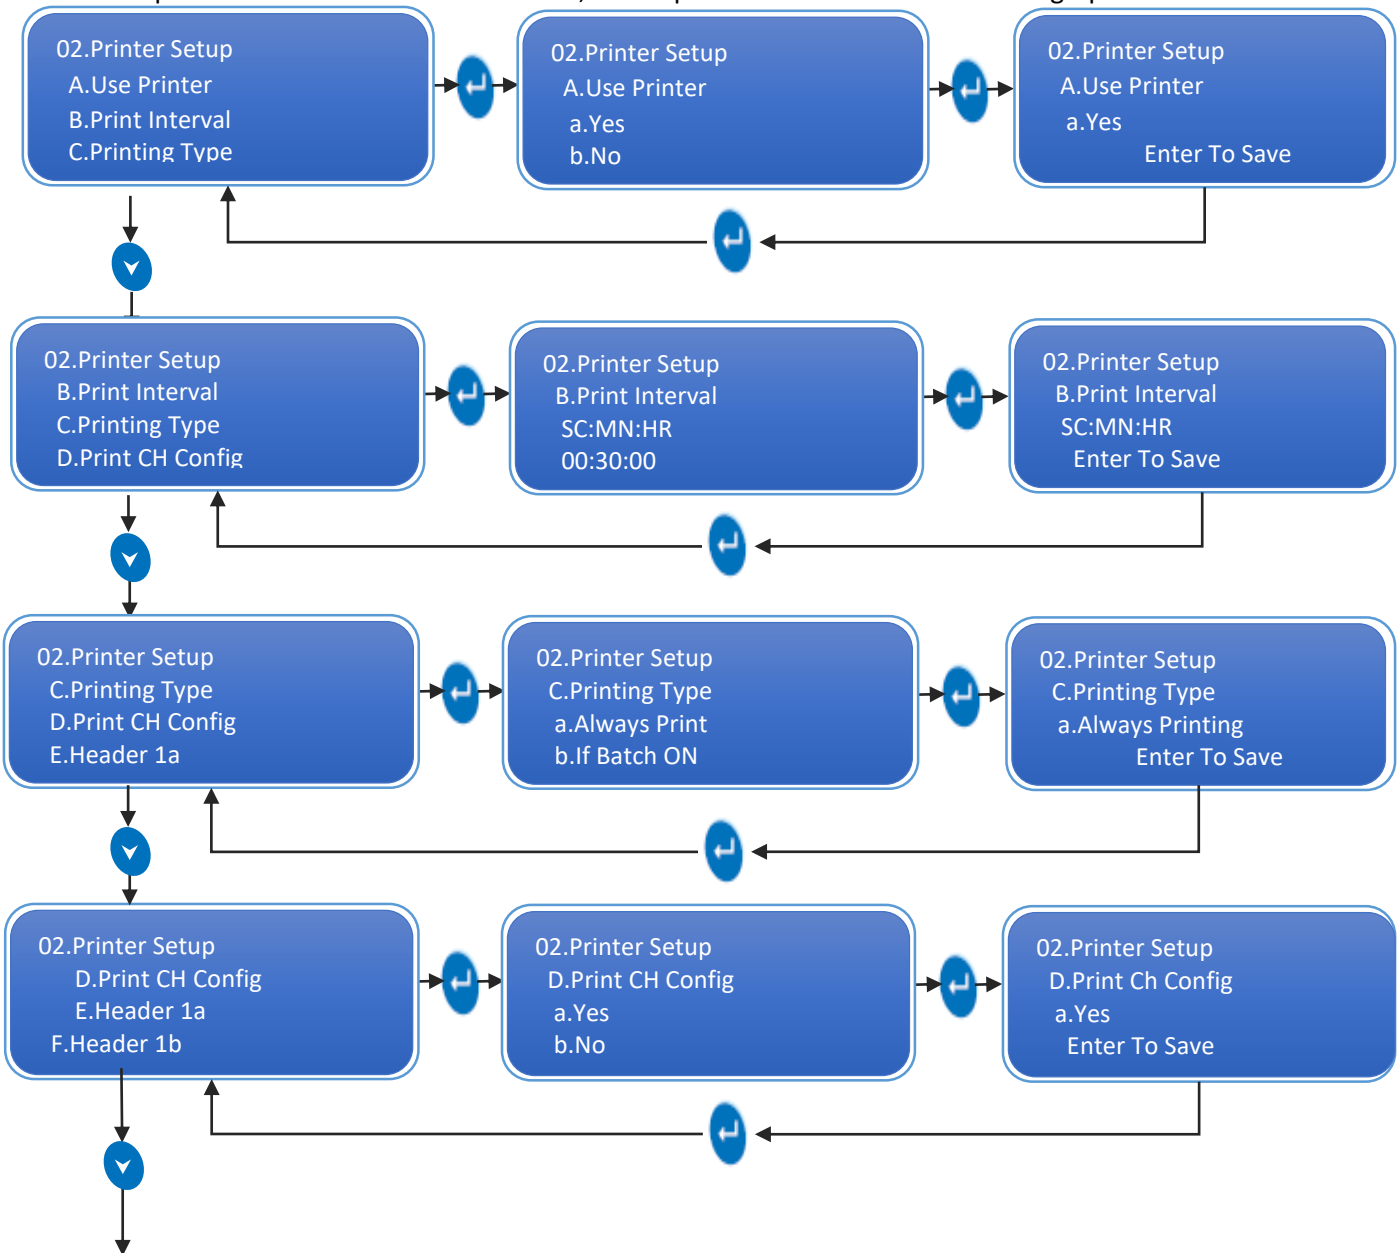 02.Printer Setup
A.Use Printer
B.Print Interval
C.Printing Type
02.Printer Setup
A.Use Printer
a.Yes
b.No
02.Printer Setup
A.Use Printer
a.Yes
Enter To Save
02.Printer Setup
B.Print Interval
C.Printing Type
D.Print CH Config
02.Printer Setup
B.Print Interval
SC:MN:HR
00:30:00
02.Printer Setup
B.Print Interval
SC:MN:HR
Enter To Save
02.Printer Setup
C.Printing Type
D.Print CH Config
E.Header 1a
02.Printer Setup
C.Printing Type
a.Always Print
b.If Batch ON
02.Printer Setup
C.Printing Type
a.Always Printing
Enter To Save
02.Printer Setup
D.Print CH Config
E.Header 1a
F.Header 1b
02.Printer Setup
D.Print CH Config
a.Yes
b.No
02.Printer Setup
D.Print Ch Config
a.Yes
Enter To Save